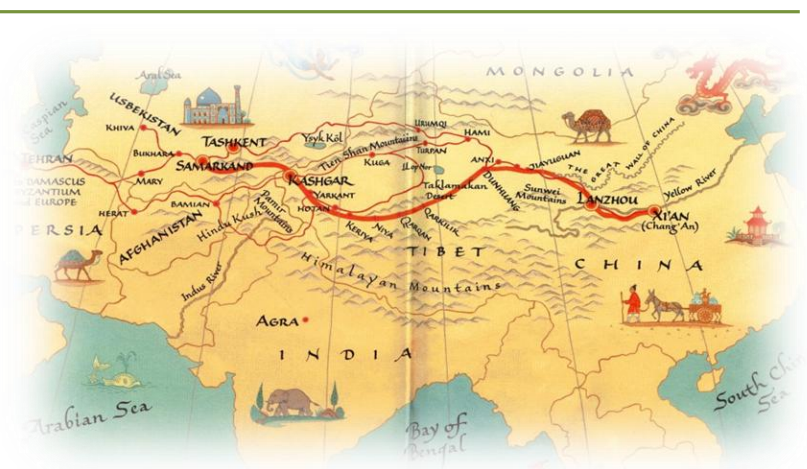 MONGOLIA
Aral Sea
Caspian
Sea
USBEKISTAN
KHIVA
TASHKENT
Ysyk Köl
URUMQI
HAMI
BUKHARA
SAMARKAND
Tien Shan Mountains
TURPAN
KUGA
Lop Nor
ANXI
JIAYUGUAN
THE GREAT
WALL OF CHINA
TEHRAN
DAMASCUS
BYZANTIUM
EUROPE
MARY
KASHGAR
YARKANT
Taklamakan
Desert
DUNHUANG
Sunwei
Mountains
LANZHOU
Yellow River
HERAT
BAMIAN
Pamir
Mountains
HOTAN
KERIYA
NIYA
QARQAN
QARKILIK
XI'AN
(Chang'An)
PERSIA
AFGHANISTAN
Hindu Kush
TIBET
CHINA
Indus River
Himalayan Mountains
AGRA
INDIA
Arabian Sea
Bay of
Bengal
South China
Sea